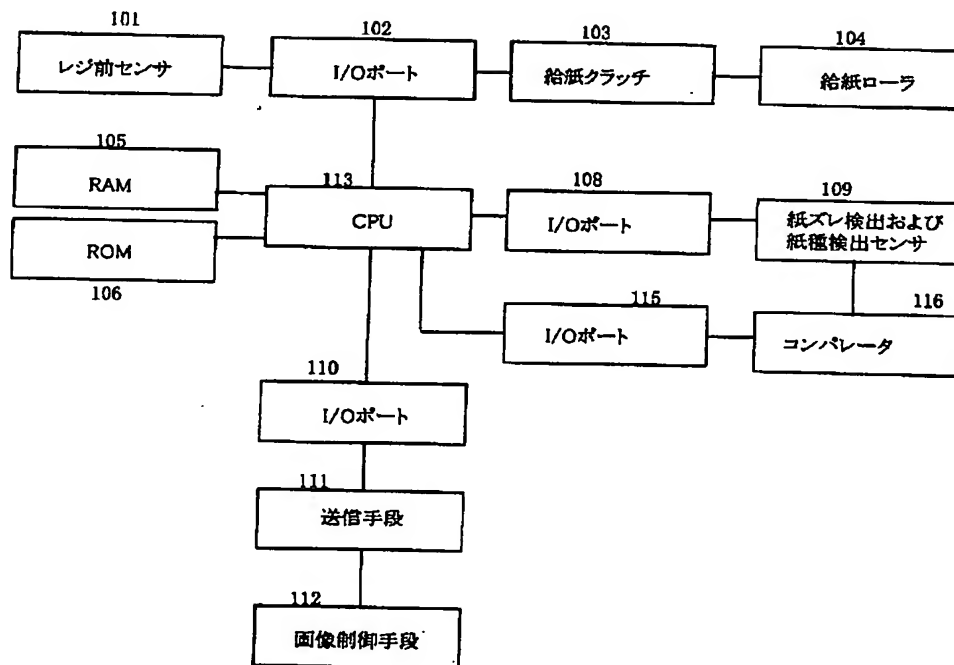 101
レジ前センサ
102
I/Oポート
103
給紙クラッチ
104
給紙ローラ
105
RAM
ROM
106
113
CPU
108
I/Oポート
109
紙ズレ検出および
紙種検出センサ
115
I/Oポート
116
コンパレータ
110
I/Oポート
111
送信手段
112
画像制御手段